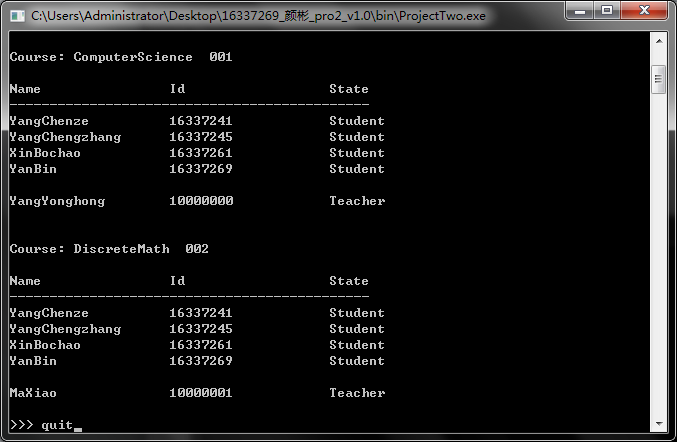 C:\Users\Administrator\Desktop\16337269_颜彬_pro2_v1.0\bin\ProjectTwo.exe
Course: ComputerScience  001
Name                Id                  State
---------------------------------------------
YangChenze          16337241            Student
YangChengzhang      16337245            Student
XinBochao           16337261            Student
YanBin              16337269            Student
YangYonghong        10000000            Teacher
Course: DiscreteMath  002
Name                Id                  State
---------------------------------------------
YangChenze          16337241            Student
YangChengzhang      16337245            Student
XinBochao           16337261            Student
YanBin              16337269            Student
MaXiao              10000001            Teacher
>>> quit_